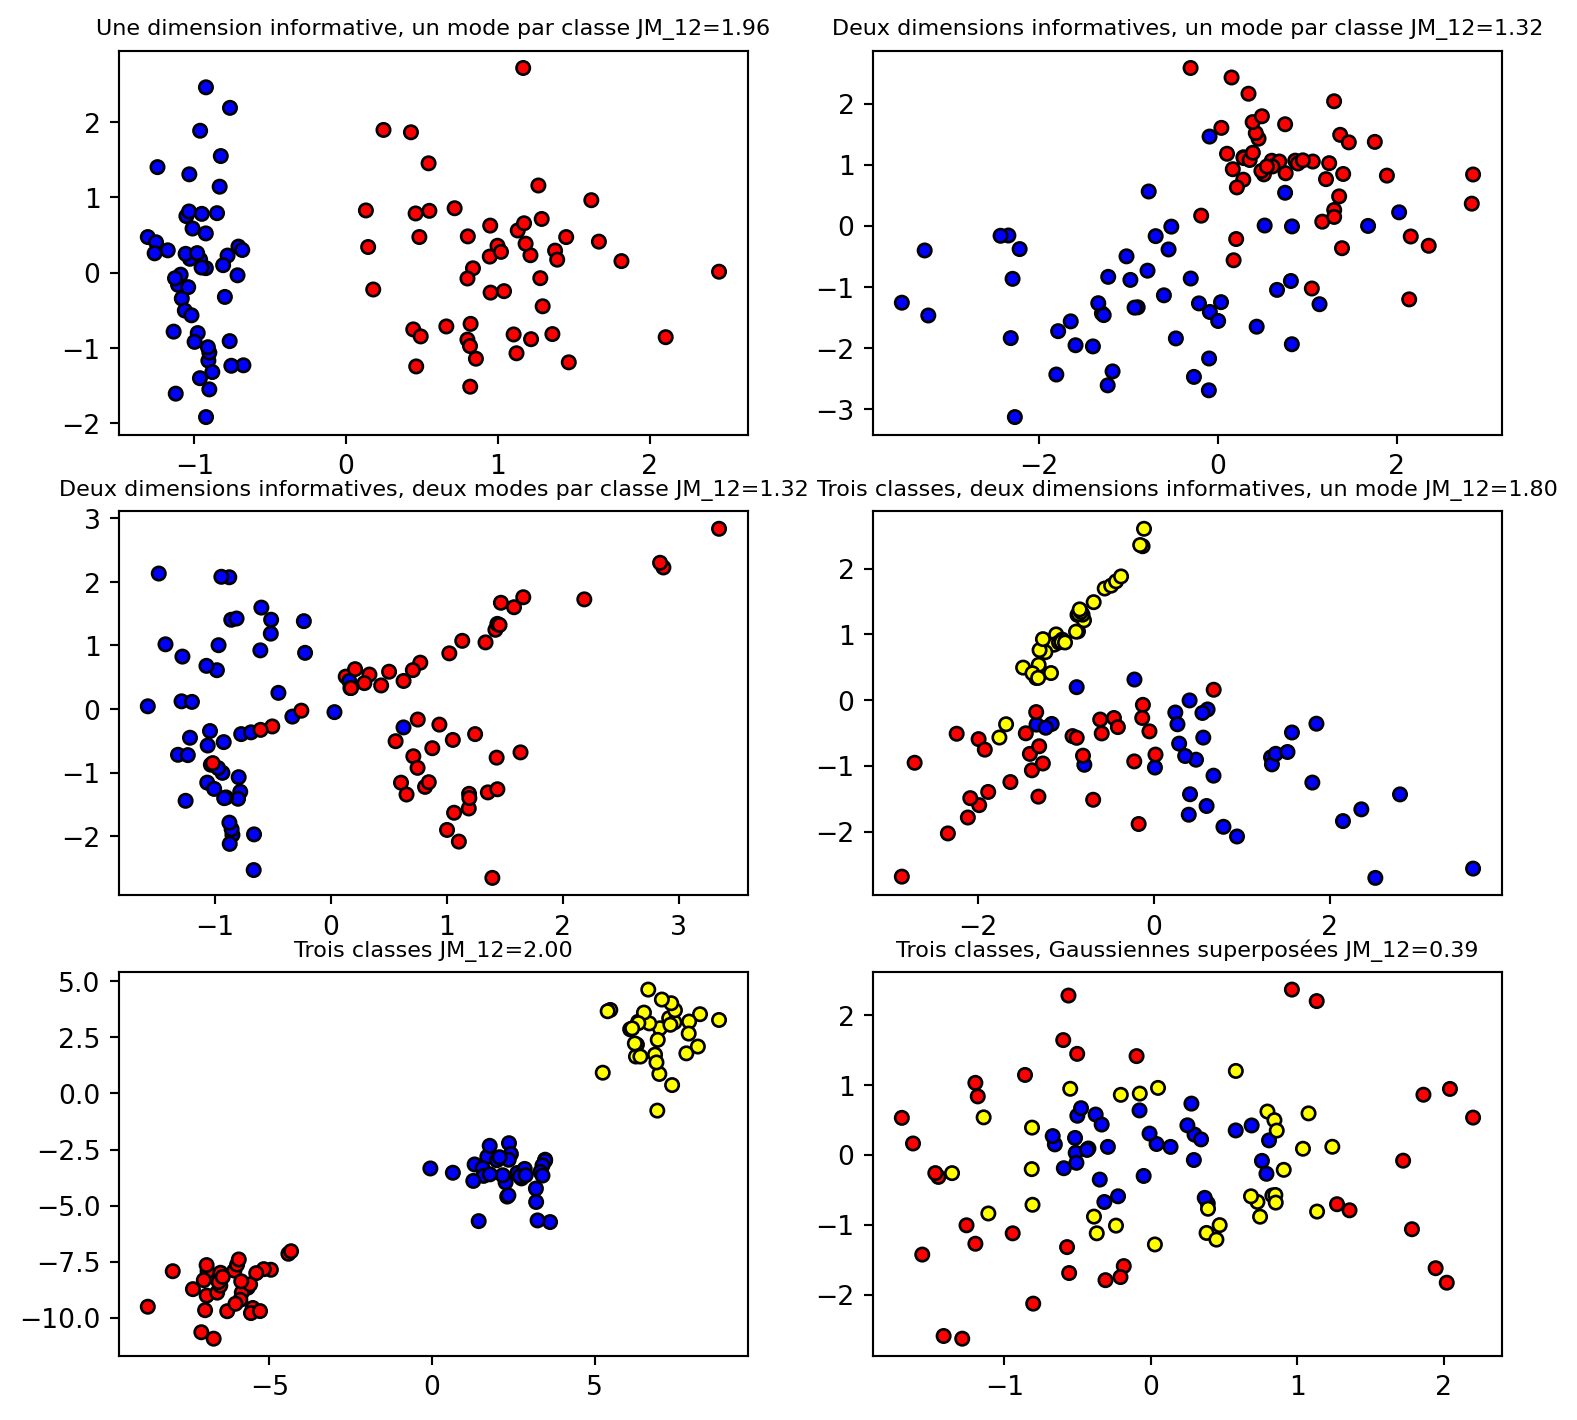 Une dimension informative, un mode par classe JM_12=1.96
2
1
0
−1
−2
−1 0 1 2
Deux dimensions informatives, un mode par classe JM_12=1.32
2
1
0
−1
−2
−3
−2 0 2
Deux dimensions informatives, deux modes par classe JM_12=1.32
3
2
1
0
−1
−2
−1 0 1 2 3
Trois classes, deux dimensions informatives, un mode JM_12=1.80
2
1
0
−1
−2
−2 0 2
Trois classes JM_12=2.00
5.0
2.5
0.0
−2.5
−5.0
−7.5
−10.0
−5 0 5
Trois classes, Gaussiennes superposées JM_12=0.39
2
1
0
−1
−2
−1 0 1 2